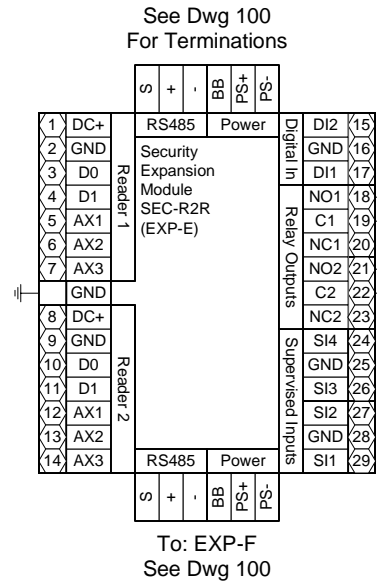 See Dwg 100
For Terminations
S + - BB PS+ PS-
RS485 Power
1 DC+
2 GND
3 D0
4 D1
5 AX1
6 AX2
7 AX3
Reader 1
GND
8 DC+
9 GND
10 D0
11 D1
12 AX1
13 AX2
14 AX3
Reader 2
Security
Expansion
Module
SEC-R2R
(EXP-E)
Digital In
DI2 15
GND 16
DI1 17
Relay Outputs
NO1 18
C1 19
NC1 20
NO2 21
C2 22
NC2 23
Supervised Inputs
SI4 24
GND 25
SI3 26
SI2 27
GND 28
SI1 29
RS485 Power
S + - BB PS+ PS-
To: EXP-F
See Dwg 100